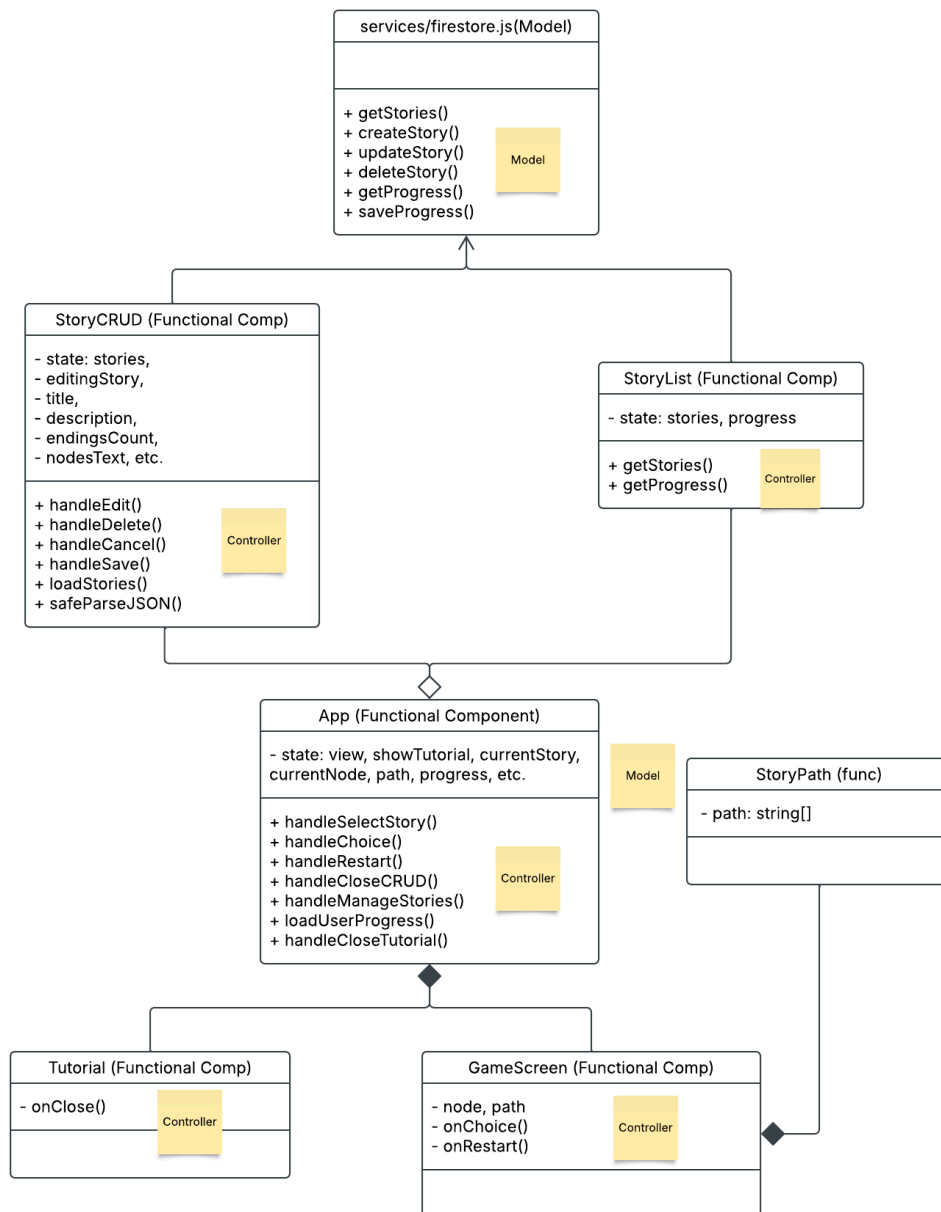 services/firestore.js(Model)
+ getStories()
+ createStory()
+ updateStory()
+ deleteStory()
+ getProgress()
+ saveProgress()
Model
StoryCRUD (Functional Comp)
- state: stories,
- editingStory,
- title,
- description,
- endingsCount,
- nodesText, etc.
+ handleEdit()
+ handleDelete()
+ handleCancel()
+ handleSave()
+ loadStories()
+ safeParseJSON()
Controller
StoryList (Functional Comp)
- state: stories, progress
+ getStories()
+ getProgress()
Controller
App (Functional Component)
- state: view, showTutorial, currentStory,
currentNode, path, progress, etc.
+ handleSelectStory()
+ handleChoice()
+ handleRestart()
+ handleCloseCRUD()
+ handleManageStories()
+ loadUserProgress()
+ handleCloseTutorial()
Controller
Model
StoryPath (func)
- path: string[]
Tutorial (Functional Comp)
- onClose()
Controller
GameScreen (Functional Comp)
- node, path
- onChoice()
- onRestart()
Controller